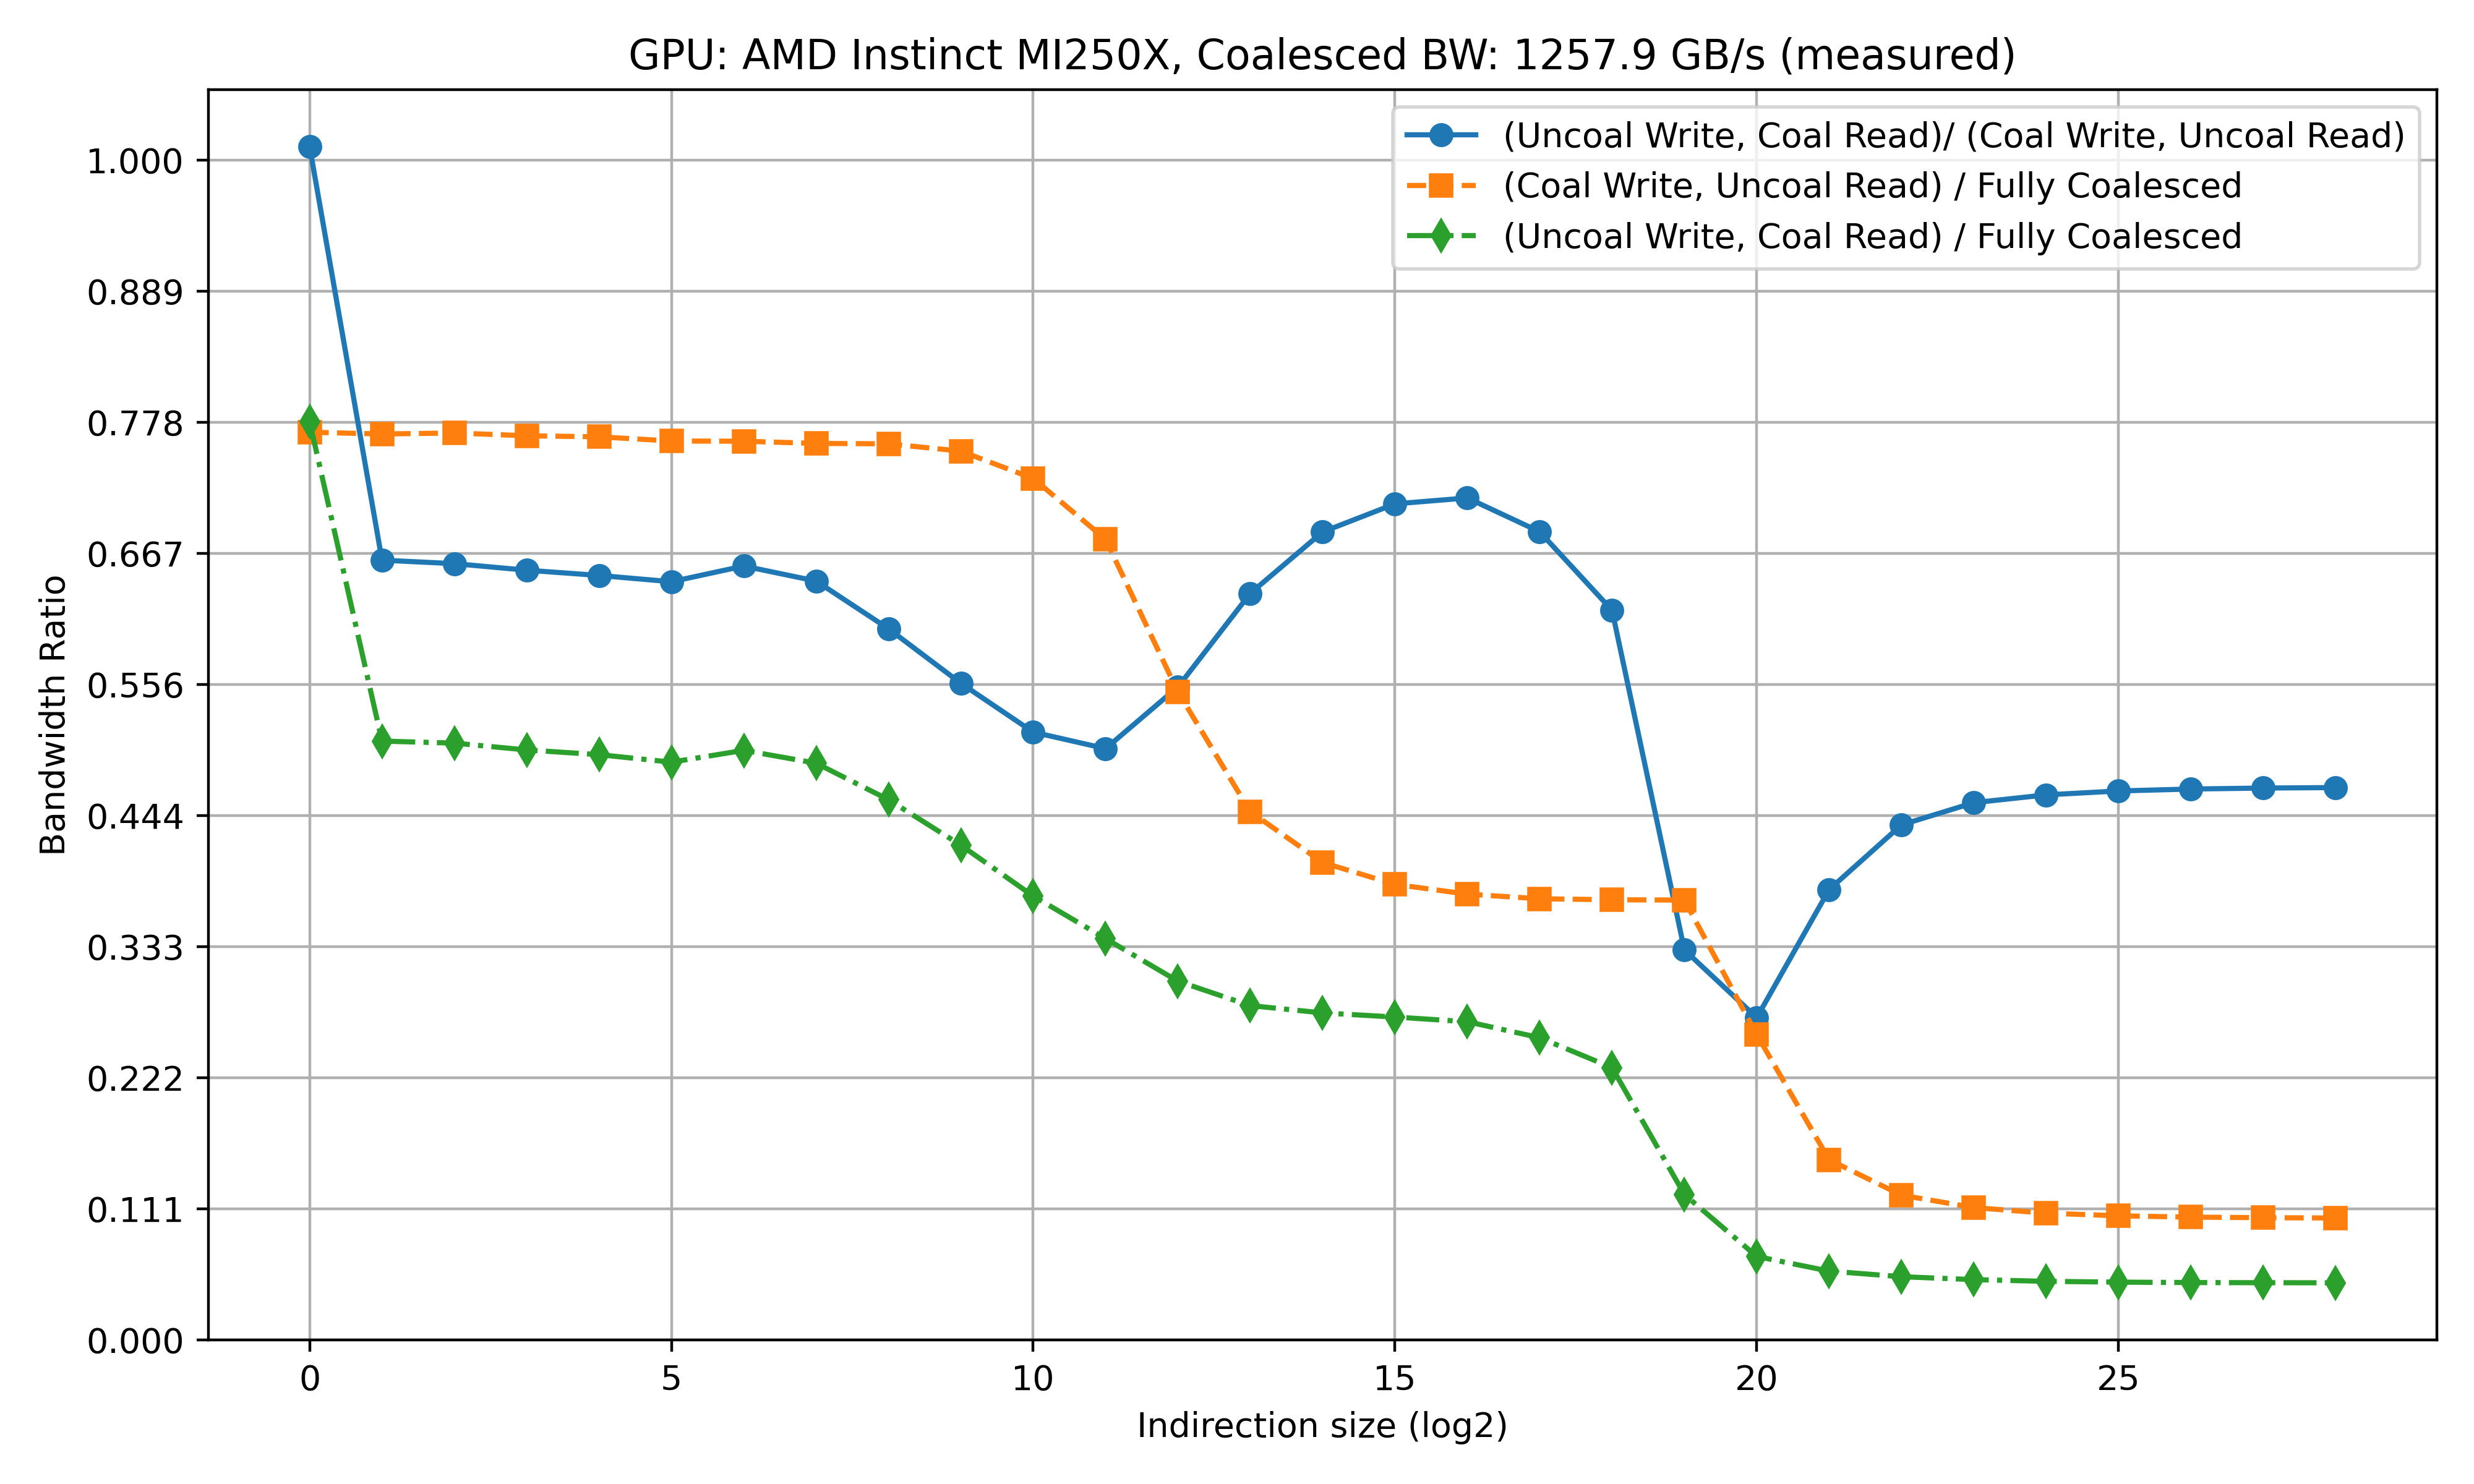 GPU: AMD Instinct MI250X, Coalesced BW: 1257.9 GB/s (measured)
(Uncoal Write, Coal Read)/ (Coal Write, Uncoal Read)
(Coal Write, Uncoal Read) / Fully Coalesced
(Uncoal Write, Coal Read) / Fully Coalesced
Bandwidth Ratio
1.000
0.889
0.778
0.667
0.556
0.444
0.333
0.222
0.111
0.000
0 5 10 15 20 25
Indirection size (log2)